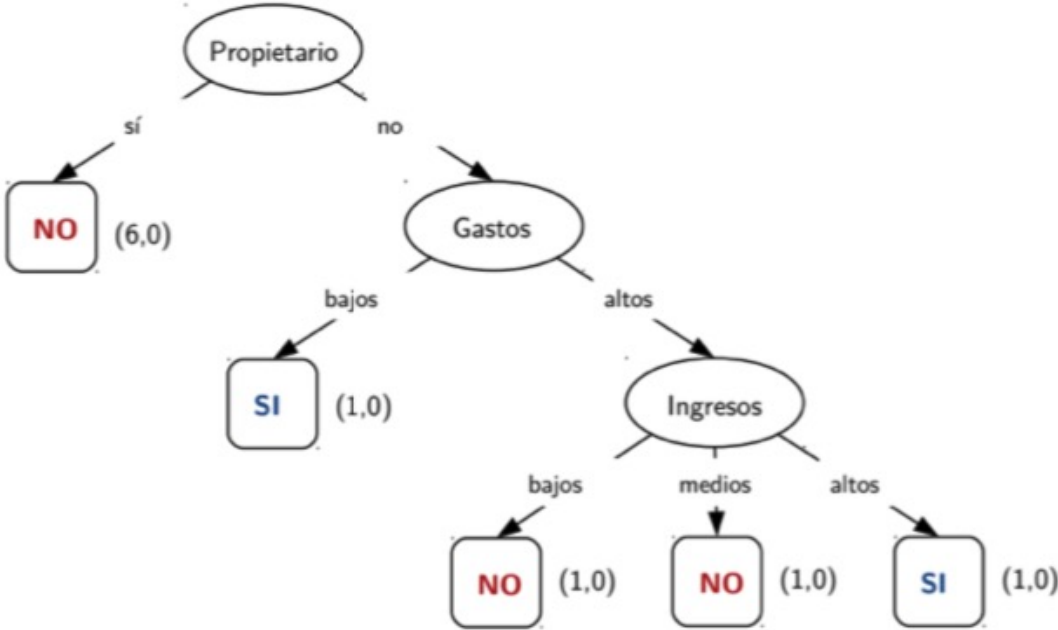 Propietario
sí
no
NO (6,0)
Gastos
bajos
altos
SI (1,0)
Ingresos
bajos
medios
altos
NO (1,0)
NO (1,0)
SI (1,0)